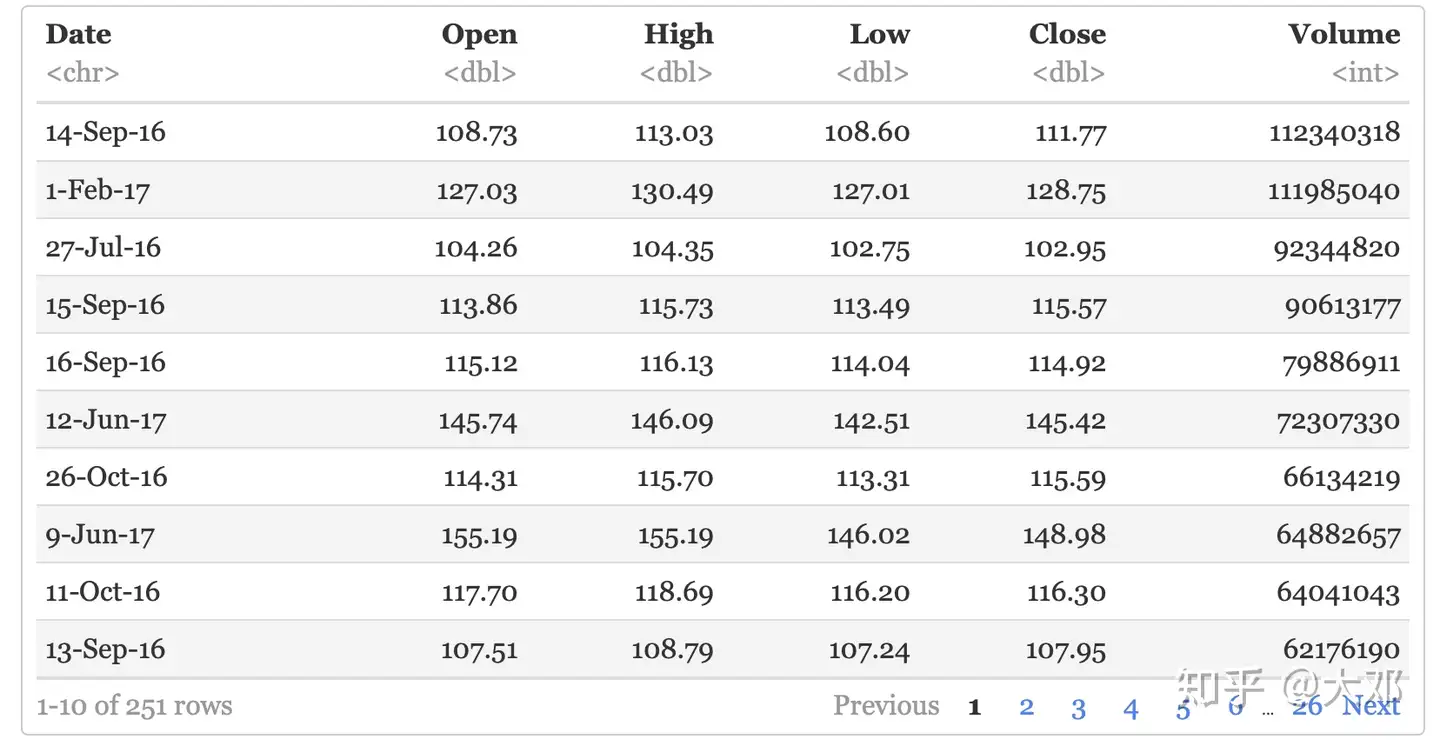 Date Open High Low Close Volume
<chr> <dbl> <dbl> <dbl> <dbl> <int>
14-Sep-16 108.73 113.03 108.60 111.77 112340318
1-Feb-17 127.03 130.49 127.01 128.75 111985040
27-Jul-16 104.26 104.35 102.75 102.95 92344820
15-Sep-16 113.86 115.73 113.49 115.57 90613177
16-Sep-16 115.12 116.13 114.04 114.92 79886911
12-Jun-17 145.74 146.09 142.51 145.42 72307330
26-Oct-16 114.31 115.70 113.31 115.59 66134219
9-Jun-17 155.19 155.19 146.02 148.98 64882657
11-Oct-16 117.70 118.69 116.20 116.30 64041043
13-Sep-16 107.51 108.79 107.24 107.95 62176190
1-10 of 251 rows Previous 1 2 3 4 5 6 ... 26 Next
知乎 @大邓